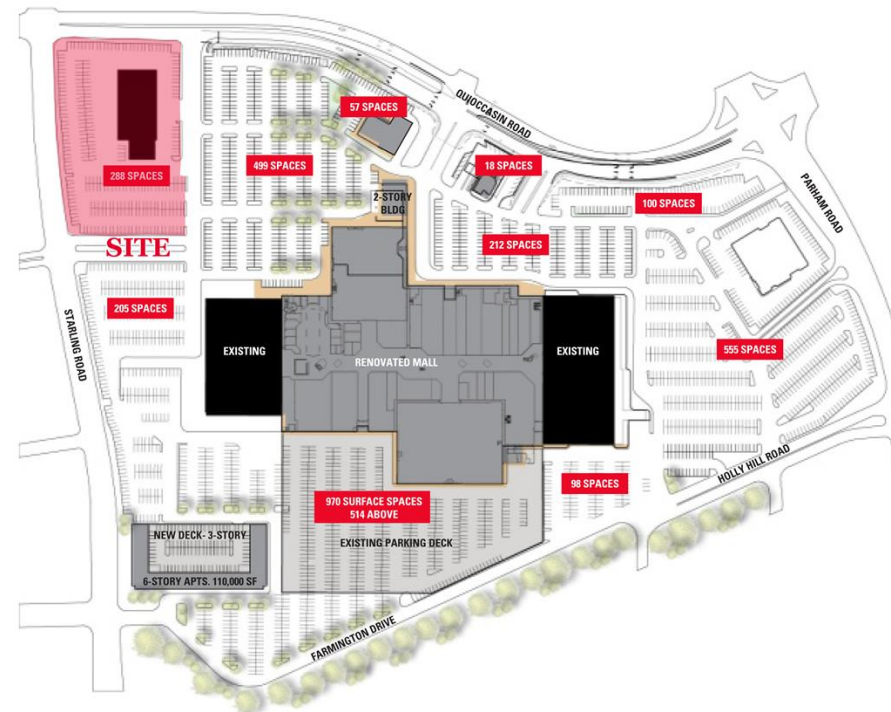 QUIOCCASIN ROAD
57 SPACES
288 SPACES
499 SPACES
18 SPACES
2-STORY
BLDG
100 SPACES
PARHAM ROAD
212 SPACES
SITE
205 SPACES
STARLING ROAD
EXISTING
RENOVATED MALL
EXISTING
555 SPACES
HOLLY HILL ROAD
98 SPACES
970 SURFACE SPACES
514 ABOVE
EXISTING PARKING DECK
NEW DECK- 3-STORY
6-STORY APTS. 110,000 SF
FARMINGTON DRIVE